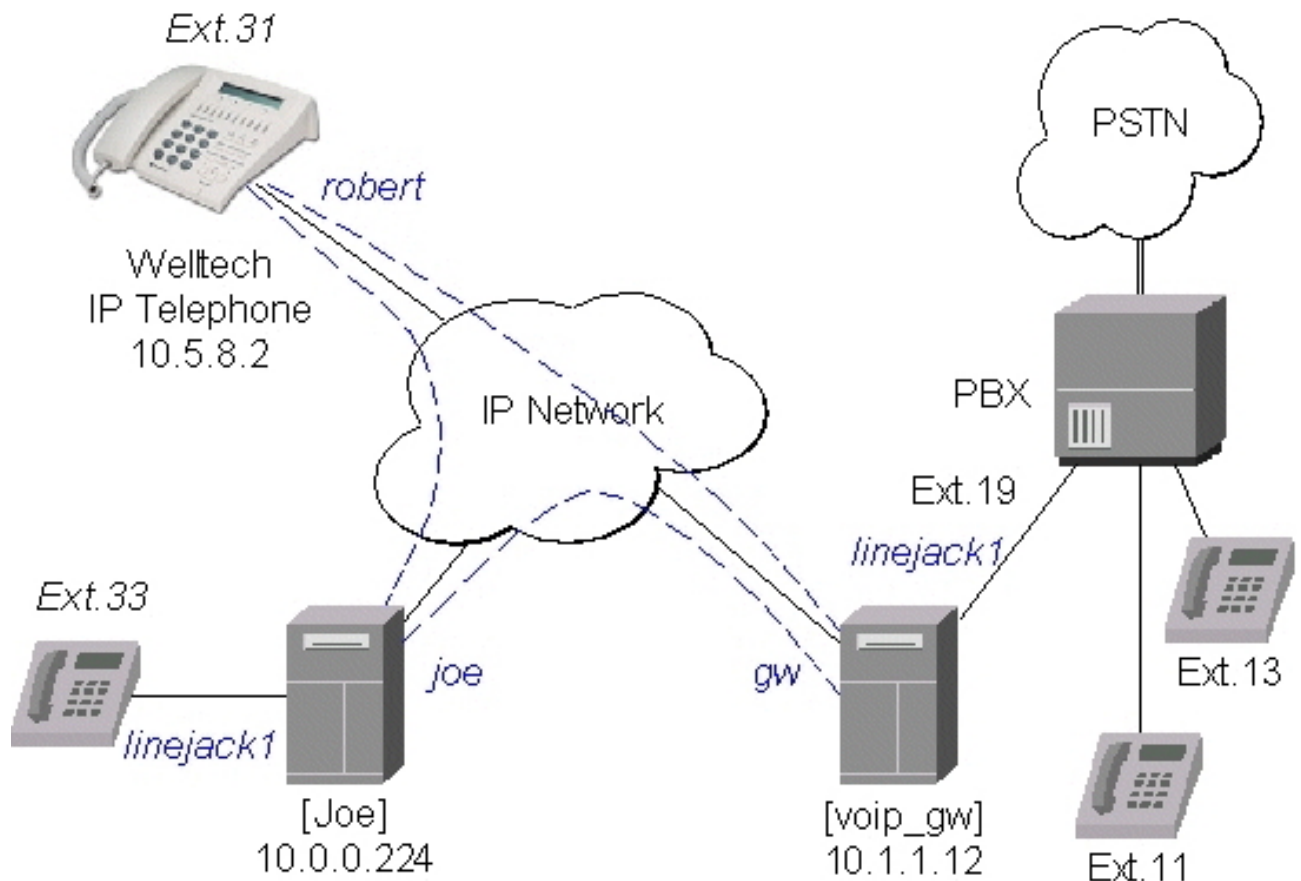 Ext.31
PSTN
robert
Welltech
IP Telephone
10.5.8.2
IP Network
PBX
Ext.19
linejack1
Ext.33
joe
gw
Ext.13
linejack1
[Joe]
10.0.0.224
[voip_gw]
10.1.1.12
Ext.11